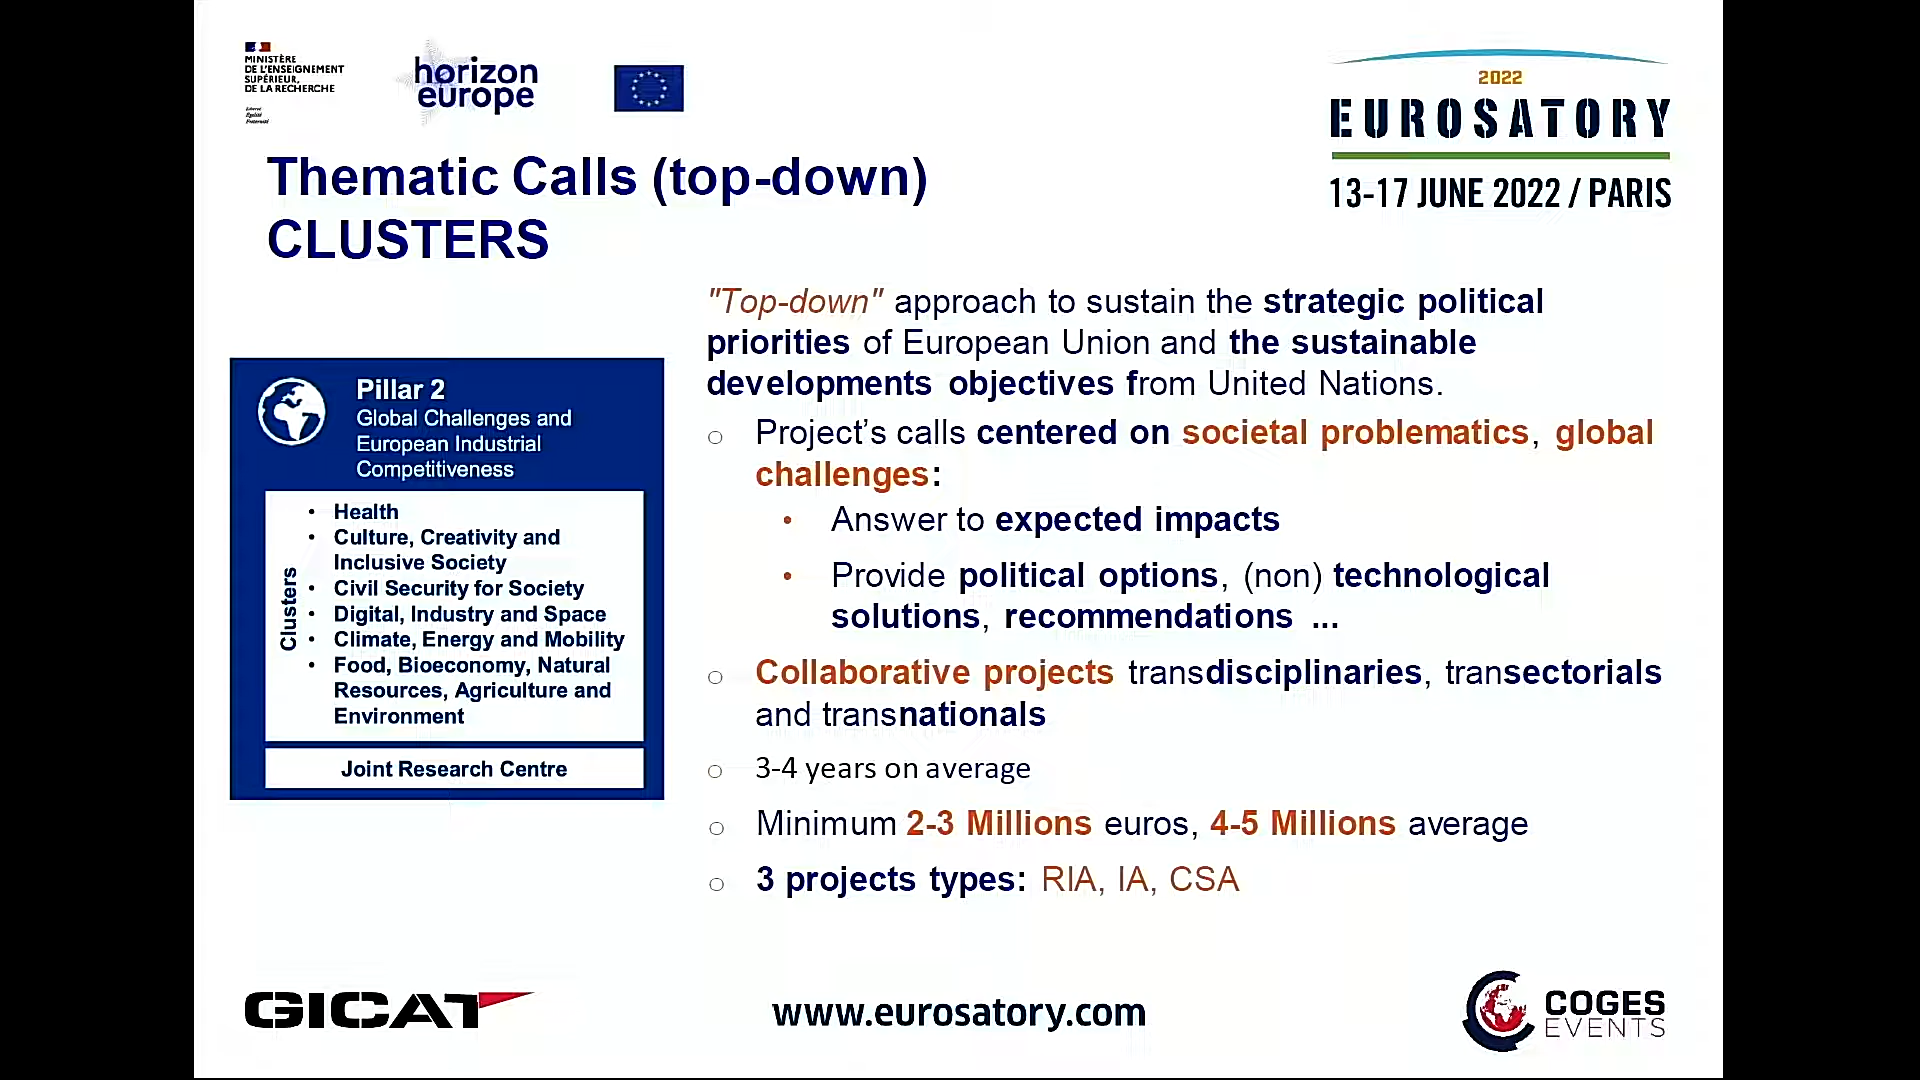 MINISTÈRE
DE L'ENSEIGNEMENT
SUPÉRIEUR,
DE LA RECHERCHE
Liberté
Égalité
Fraternité
horizon
europe
2022
EUROSATORY
13-17 JUNE 2022 / PARIS
Thematic Calls (top-down)
CLUSTERS
Pillar 2
Global Challenges and
European Industrial
Competitiveness
Clusters
• Health
• Culture, Creativity and
Inclusive Society
• Civil Security for Society
• Digital, Industry and Space
• Climate, Energy and Mobility
• Food, Bioeconomy, Natural
Resources, Agriculture and
Environment
Joint Research Centre
"Top-down" approach to sustain the strategic political
priorities of European Union and the sustainable
developments objectives from United Nations.
o Project’s calls centered on societal problematics, global
challenges:
• Answer to expected impacts
• Provide political options, (non) technological
solutions, recommendations ...
o Collaborative projects transdisciplinaries, transectorials
and transnationals
o 3-4 years on average
o Minimum 2-3 Millions euros, 4-5 Millions average
o 3 projects types: RIA, IA, CSA
GICAT
www.eurosatory.com
COGES
EVENTS